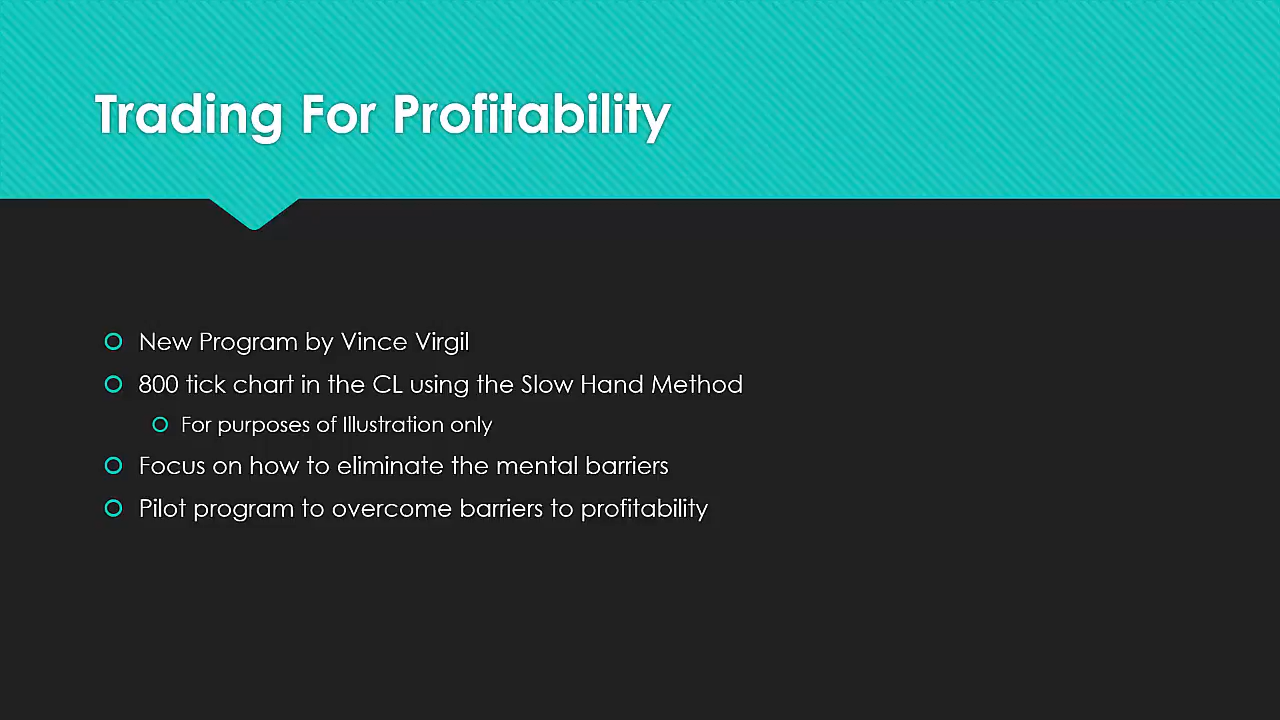 Trading For Profitability
New Program by Vince Virgil
800 tick chart in the CL using the Slow Hand Method
For purposes of Illustration only
Focus on how to eliminate the mental barriers
Pilot program to overcome barriers to profitability